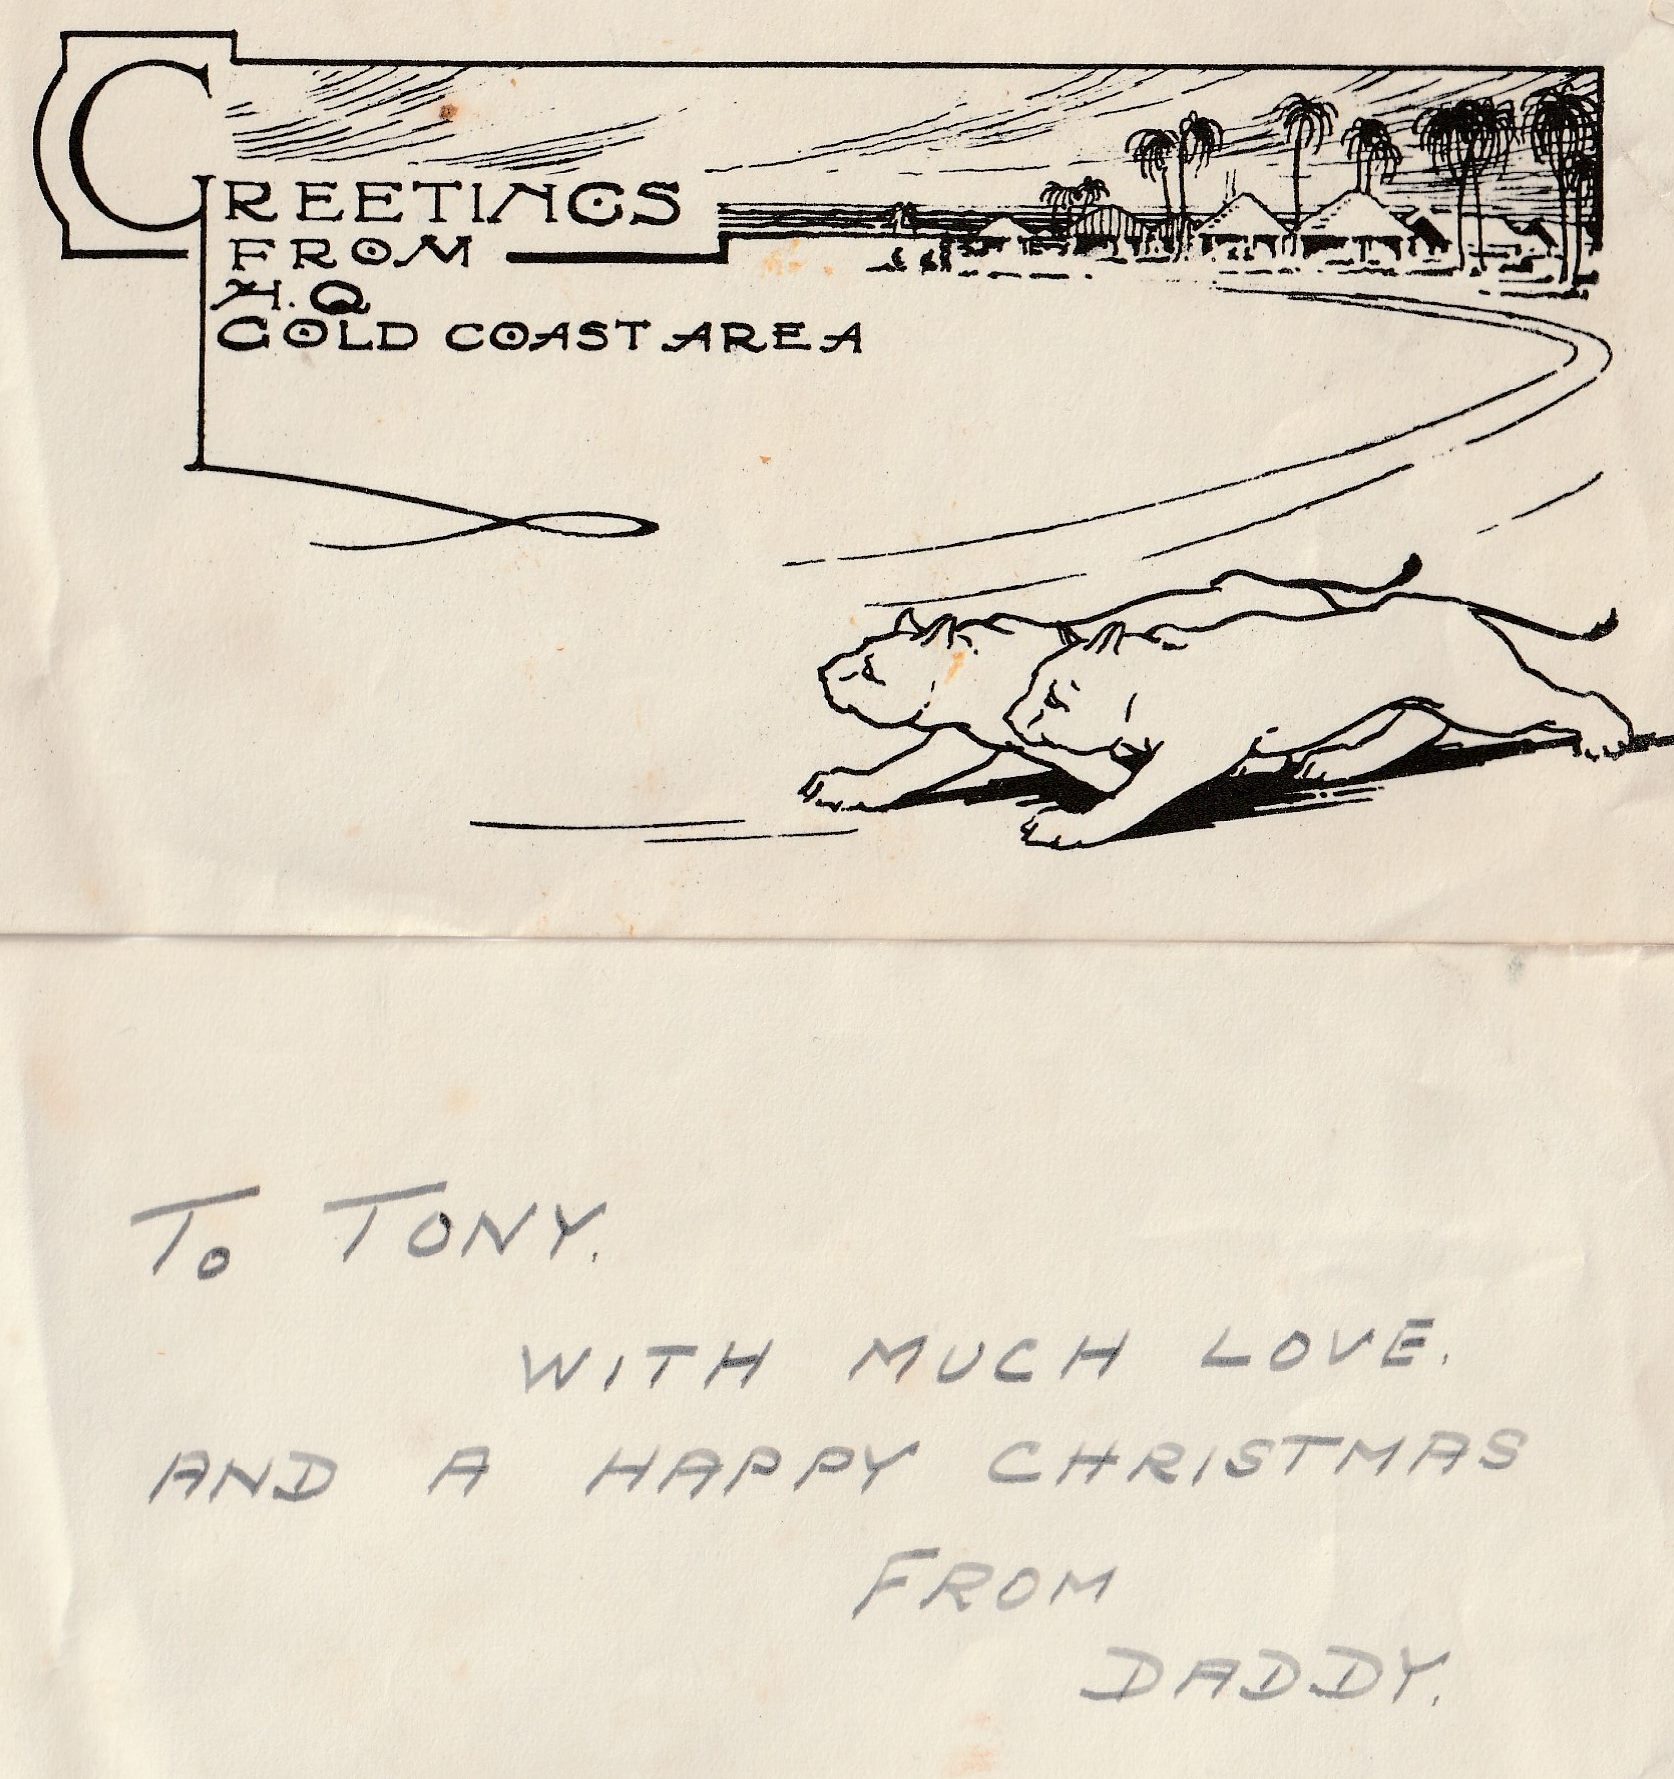 GREETINGS
FROM
H.Q
GOLD COAST AREA
To TONY.
WITH MUCH LOVE.
AND A HAPPY CHRISTMAS
FROM
DADDY.